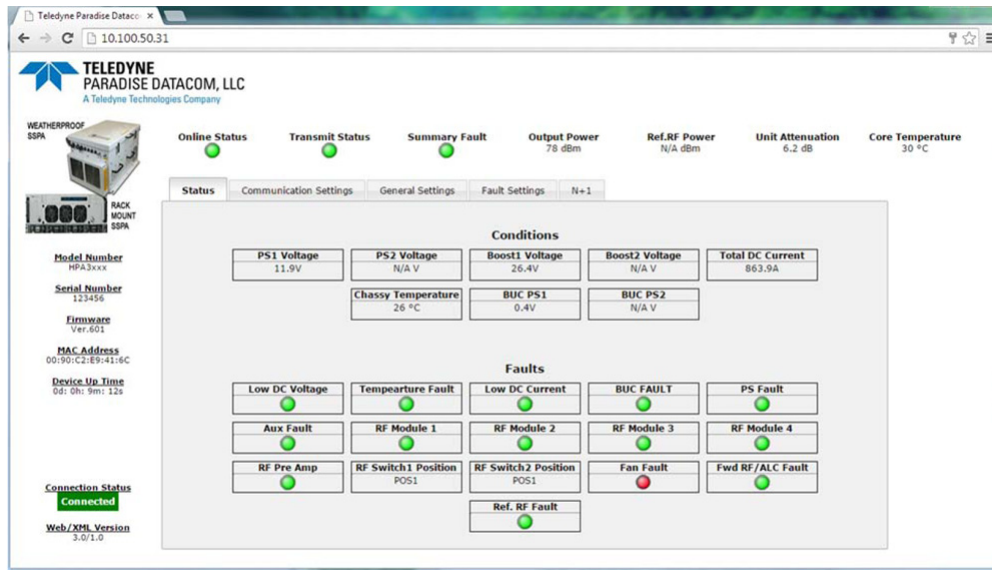 Teledyne Paradise Dataco
10.100.50.31
TELEDYNE
PARADISE DATACOM, LLC
A Teledyne Technologies Company
WEATHERPROOF
SSPA
RACK
MOUNT
SSPA
Model Number
HPA3xxx
Serial Number
123456
Firmware
Ver.601
MAC Address
00:90:C2:E9:41:6C
Device Up Time
0d: 0h: 9m: 12s
Connection Status
Connected
Web/XML Version
3.0/1.0
Online Status Transmit Status Summary Fault Output Power Ref.RF Power Unit Attenuation Core Temperature
78 dBm N/A dBm 6.2 dB 30 °C
Status Communication Settings General Settings Fault Settings N+1
Conditions
PS1 Voltage PS2 Voltage Boost1 Voltage Boost2 Voltage Total DC Current
11.9V N/A V 26.4V N/A V 863.9A
Chassy Temperature BUC PS1 BUC PS2
26 °C 0.4V N/A V
Faults
Low DC Voltage Tempearture Fault Low DC Current BUC FAULT PS Fault
Aux Fault RF Module 1 RF Module 2 RF Module 3 RF Module 4
RF Pre Amp RF Switch1 Position RF Switch2 Position Fan Fault Fwd RF/ALC Fault
POS1 POS1
Ref. RF Fault